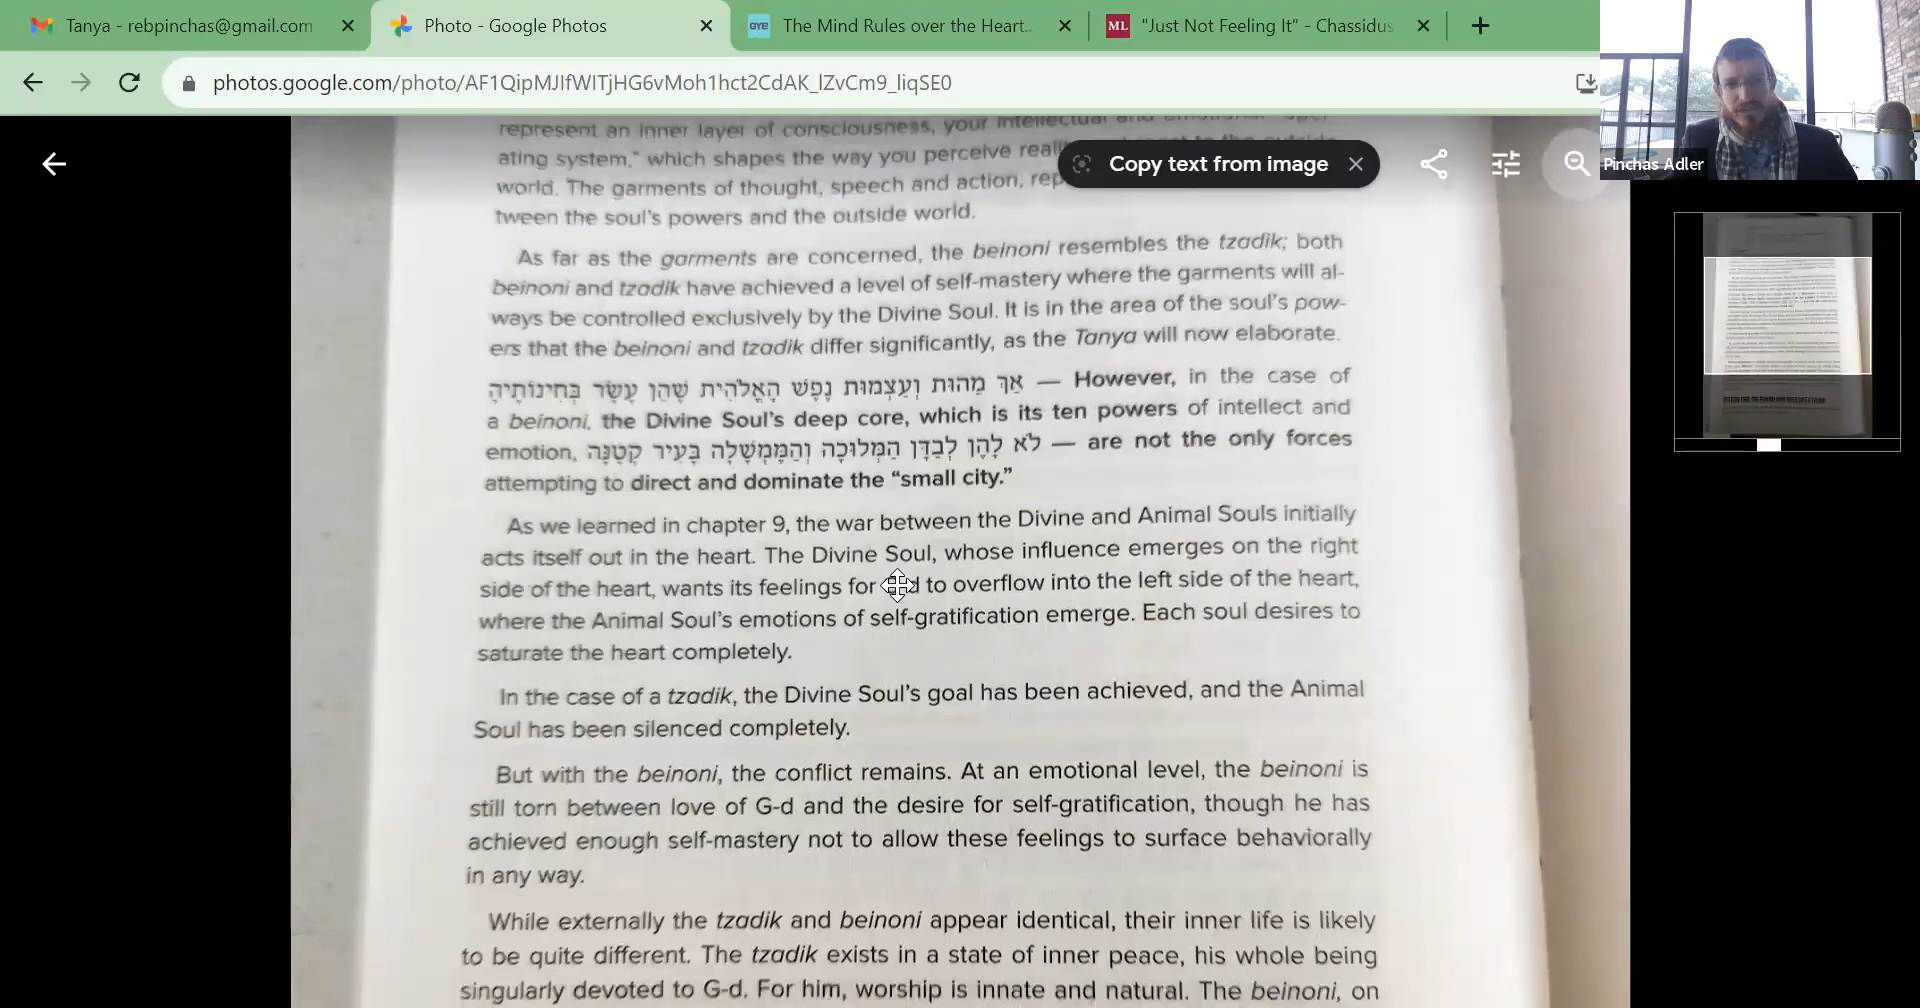 Tanya - rebpinchas@gmail.com
Photo - Google Photos
GYE The Mind Rules over the Heart...
ML "Just Not Feeling It" - Chassidus
photos.google.com/photo/AF1QipMJIfWITjHG6vMoh1hct2CdAK_lZvCm9_liqSE0
Copy text from image
Pinchas Adler
represent an inner layer of consciousness, your intellectual and emotional "oper-
ating system," which shapes the way you perceive
world. The garments of thought, speech and action,
tween the soul's powers and the outside world.
As far as the garments are concerned, the beinoni resembles the tzadik; both
beinoni and tzadik have achieved a level of self-mastery where the garments will al-
ways be controlled exclusively by the Divine Soul. It is in the area of the soul's pow-
ers that the beinoni and tzadik differ significantly, as the Tanya will now elaborate.
אַךְ מַהוּת וְעַצְמוּת נֶפֶשׁ הָאֱלֹהִית שֶׁהֵן עֶשֶׂר בְּחִינוֹתֶיהָ — However, in the case of
a beinoni, the Divine Soul's deep core, which is its ten powers of intellect and
emotion, לֹא לָהֶן לְבַדָּן הַמְּלוּכָה וְהַמֶּמְשָׁלָה בָּעִיר קְטַנָּה — are not the only forces
attempting to direct and dominate the "small city."
As we learned in chapter 9, the war between the Divine and Animal Souls initially
acts itself out in the heart. The Divine Soul, whose influence emerges on the right
side of the heart, wants its feelings for to overflow into the left side of the heart,
where the Animal Soul's emotions of self-gratification emerge. Each soul desires to
saturate the heart completely.
In the case of a tzadik, the Divine Soul's goal has been achieved, and the Animal
Soul has been silenced completely.
But with the beinoni, the conflict remains. At an emotional level, the beinoni is
still torn between love of G-d and the desire for self-gratification, though he has
achieved enough self-mastery not to allow these feelings to surface behaviorally
in any way.
While externally the tzadik and beinoni appear identical, their inner life is likely
to be quite different. The tzadik exists in a state of inner peace, his whole being
singularly devoted to G-d. For him, worship is innate and natural. The beinoni, on